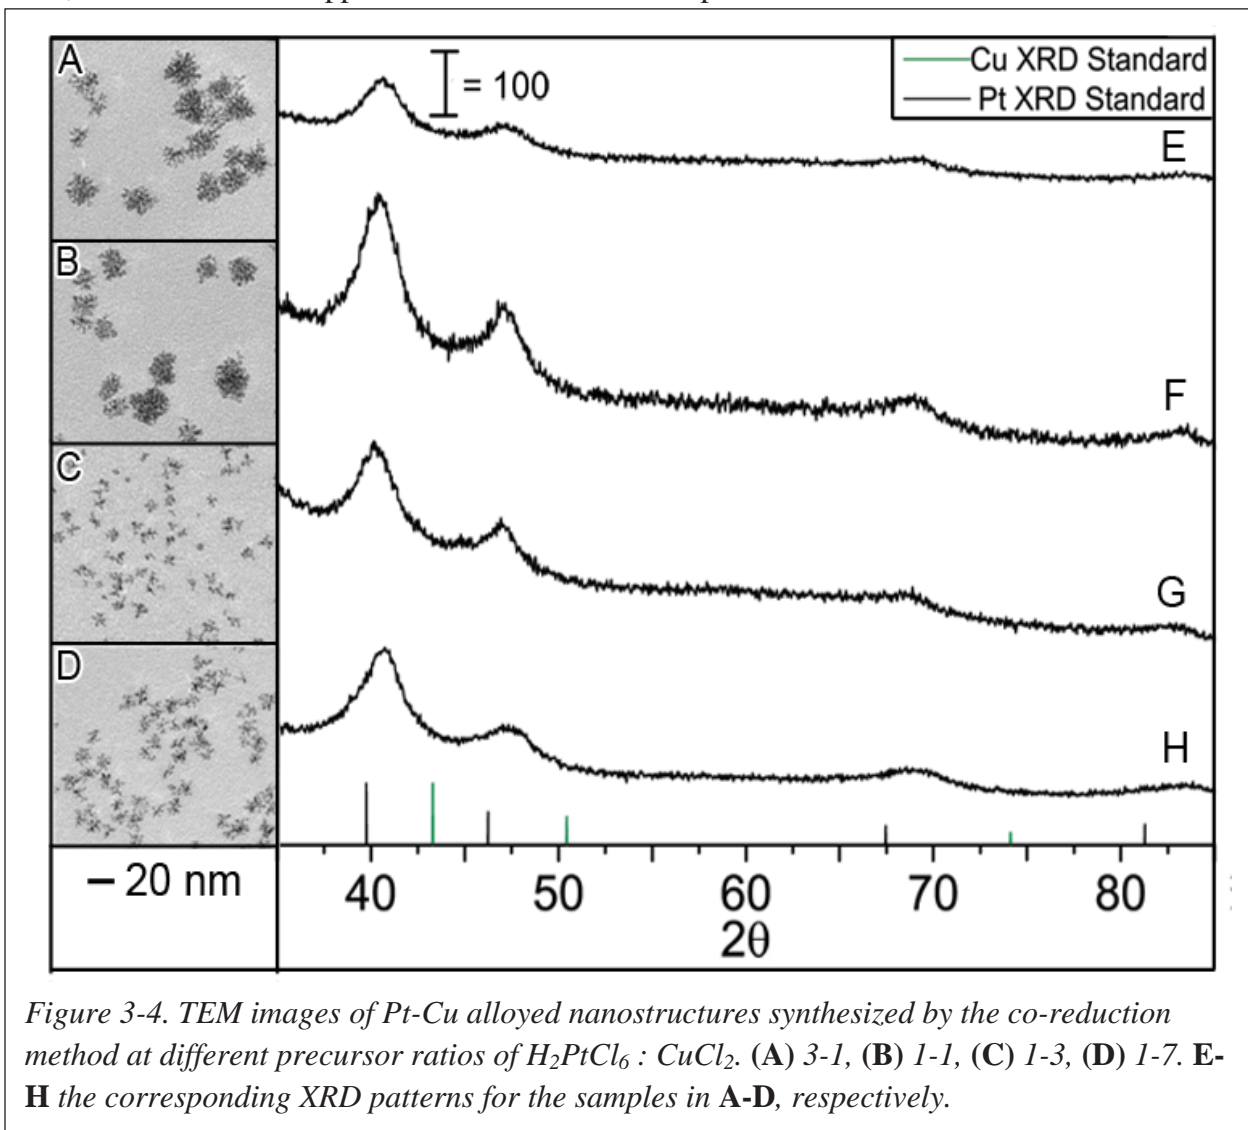 A
= 100
Cu XRD Standard
Pt XRD Standard
E
B
F
C
G
D
H
20 nm
40 50 60 70 80
2θ
Figure 3-4. TEM images of Pt-Cu alloyed nanostructures synthesized by the co-reduction
method at different precursor ratios of H₂PtCl₆ : CuCl₂. (A) 3-1, (B) 1-1, (C) 1-3, (D) 1-7. E-
H the corresponding XRD patterns for the samples in A-D, respectively.